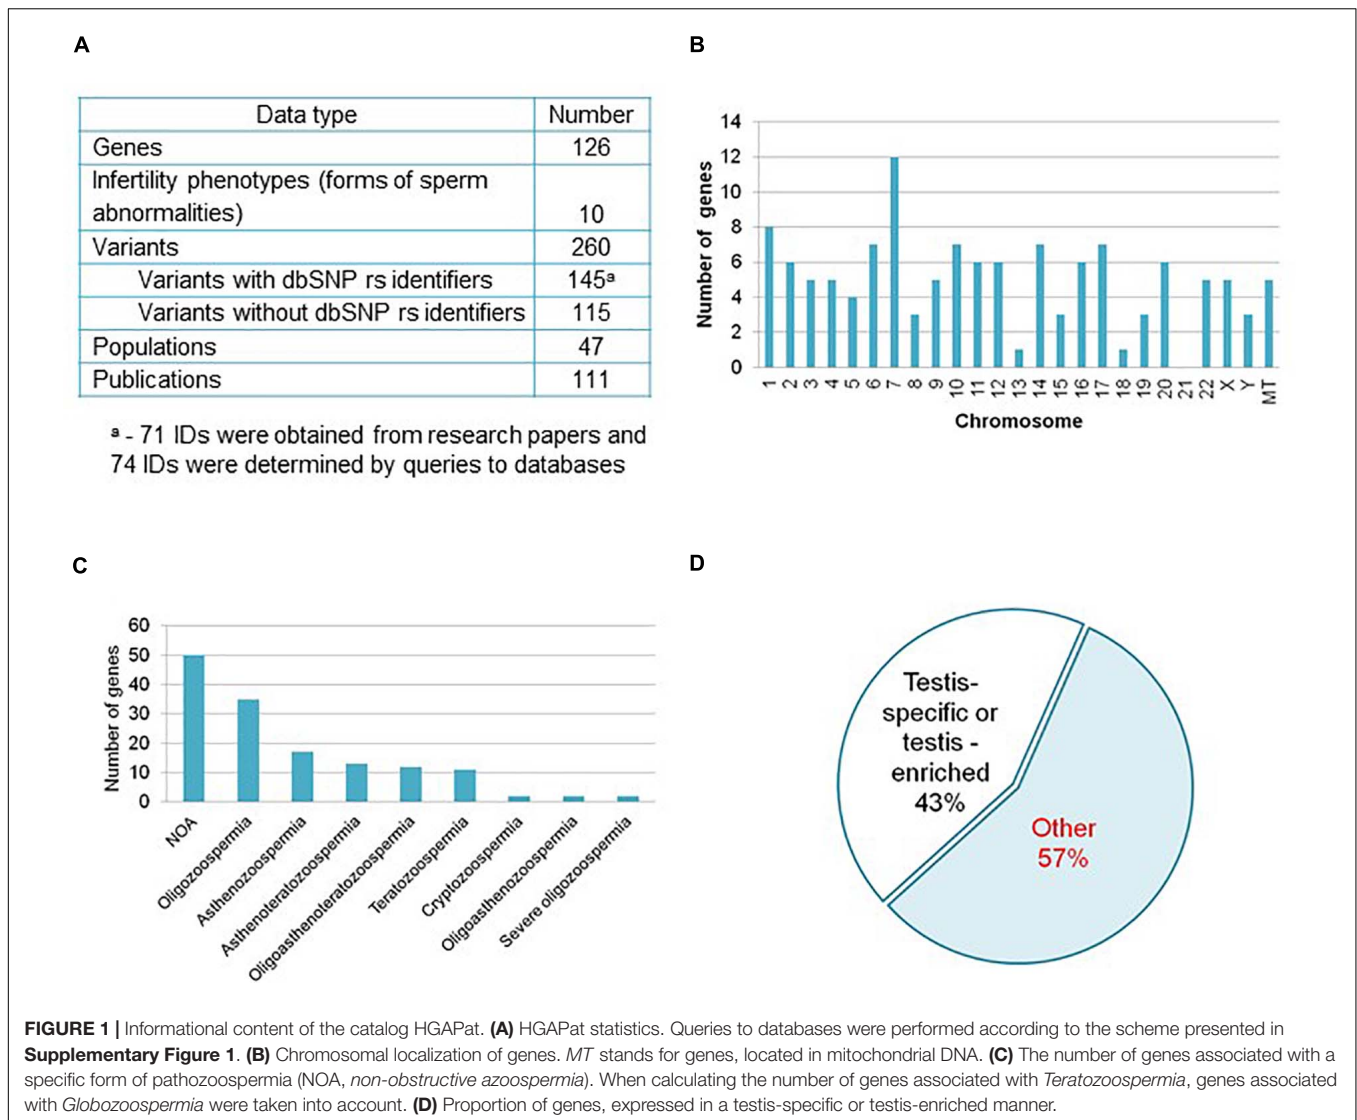 A
Data type Number
Genes 126
Infertility phenotypes (forms of sperm
abnormalities) 10
Variants 260
Variants with dbSNP rs identifiers 145ᵃ
Variants without dbSNP rs identifiers 115
Populations 47
Publications 111
ᵃ - 71 IDs were obtained from research papers and
74 IDs were determined by queries to databases
B
Number of genes
14
12
10
8
6
4
2
0
1 2 3 4 5 6 7 8 9 10 11 12 13 14 15 16 17 18 19 20 21 22 X Y MT
Chromosome
C
Number of genes
60
50
40
30
20
10
0
NOA
Oligozoospermia
Asthenozoospermia
Asthenoteratozoospermia
Oligoasthenoteratozoospermia
Teratozoospermia
Cryptozoospermia
Oligoasthenozoospermia
Severe oligozoospermia
D
Testis-
specific or
testis -
enriched
43%
Other
57%
FIGURE 1 | Informational content of the catalog HGAPat. (A) HGAPat statistics. Queries to databases were performed according to the scheme presented in
Supplementary Figure 1. (B) Chromosomal localization of genes. MT stands for genes, located in mitochondrial DNA. (C) The number of genes associated with a
specific form of pathozoospermia (NOA, non-obstructive azoospermia). When calculating the number of genes associated with Teratozoospermia, genes associated
with Globozoospermia were taken into account. (D) Proportion of genes, expressed in a testis-specific or testis-enriched manner.